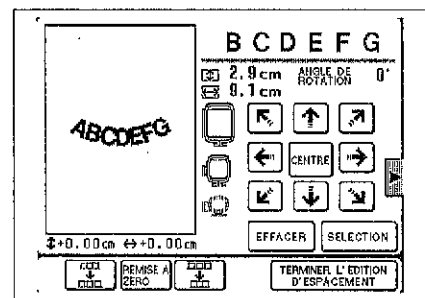 B C D E F G
2.9cm
9.1cm
ANGLE DE ROTATION 0°
ABCDEFG
CENTRE
EFFACER
SELECTION
+0.00cm ↔+0.00cm
REMISE A ZERO
TERMINER L'EDITION
D'ESPACEMENT